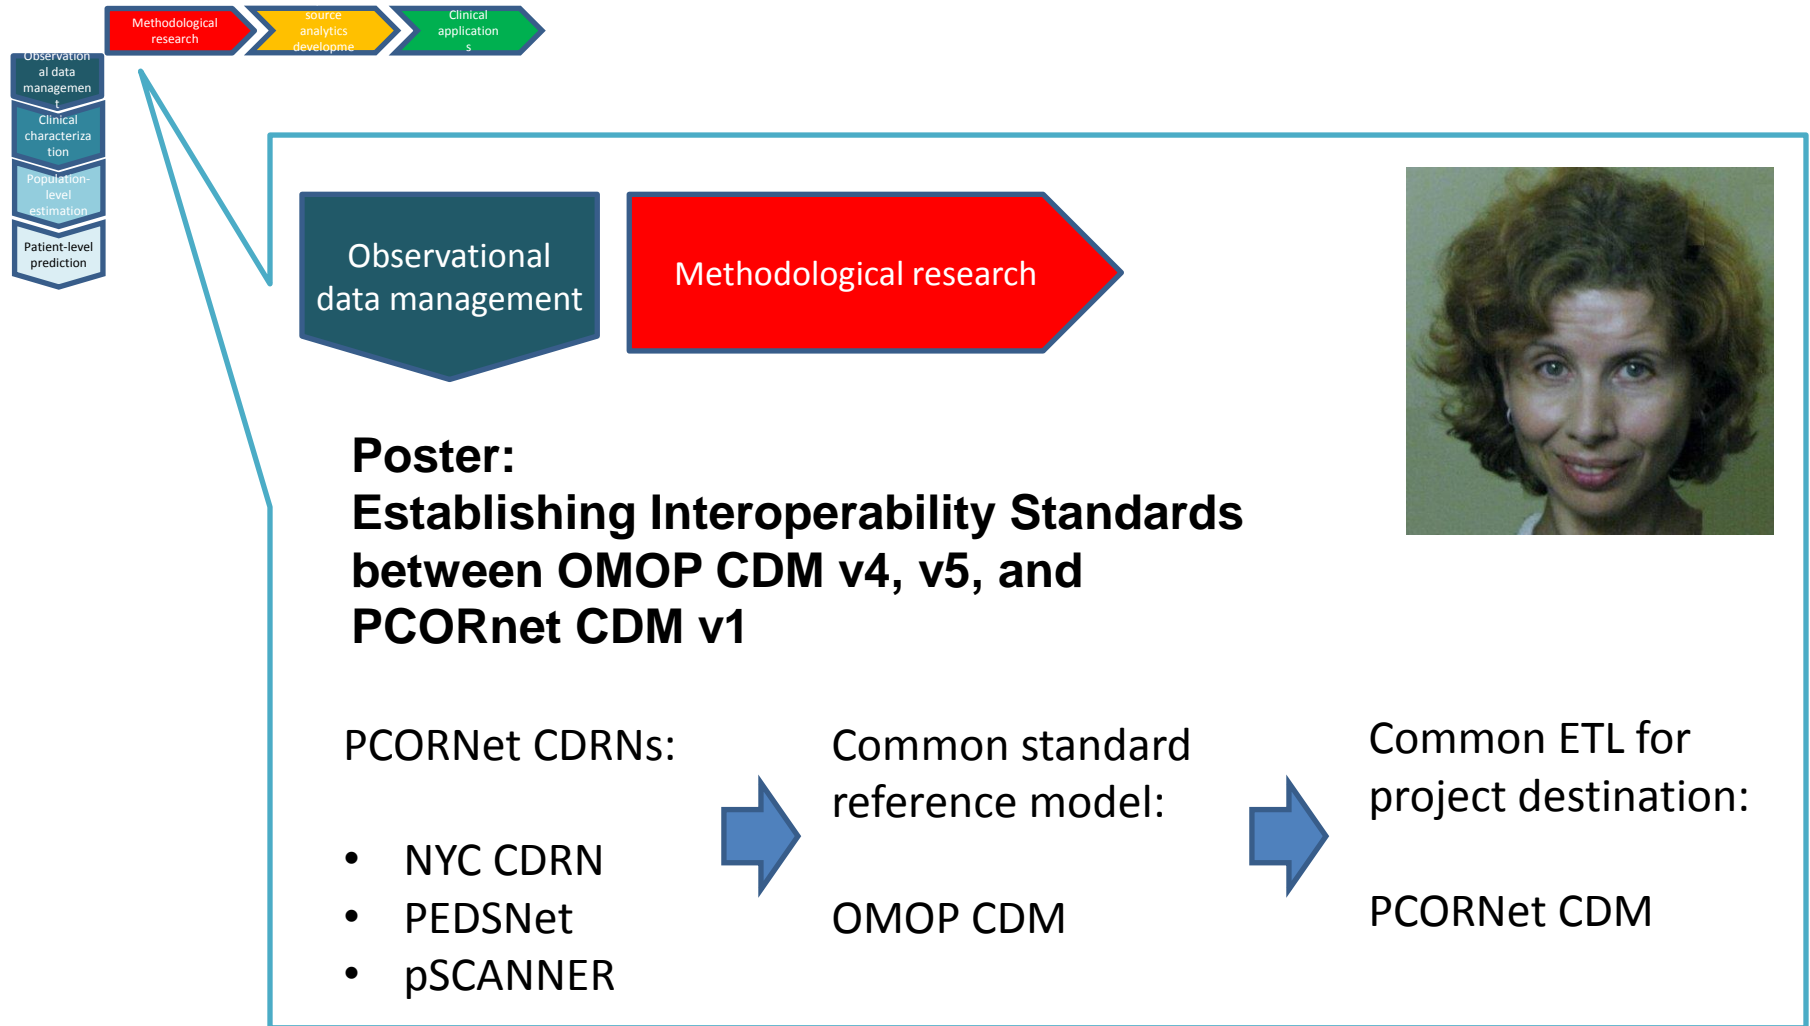 Methodological
research
source
analytics
developme
Clinical
application
s
Observation
al data
managemen
t
Clinical
characteriza
tion
Population-
level
estimation
Patient-level
prediction
Observational
data management
Methodological research
Poster:
Establishing Interoperability Standards
between OMOP CDM v4, v5, and
PCORnet CDM v1
PCORNet CDRNs:
• NYC CDRN
• PEDSNet
• pSCANNER
Common standard
reference model:
OMOP CDM
Common ETL for
project destination:
PCORNet CDM